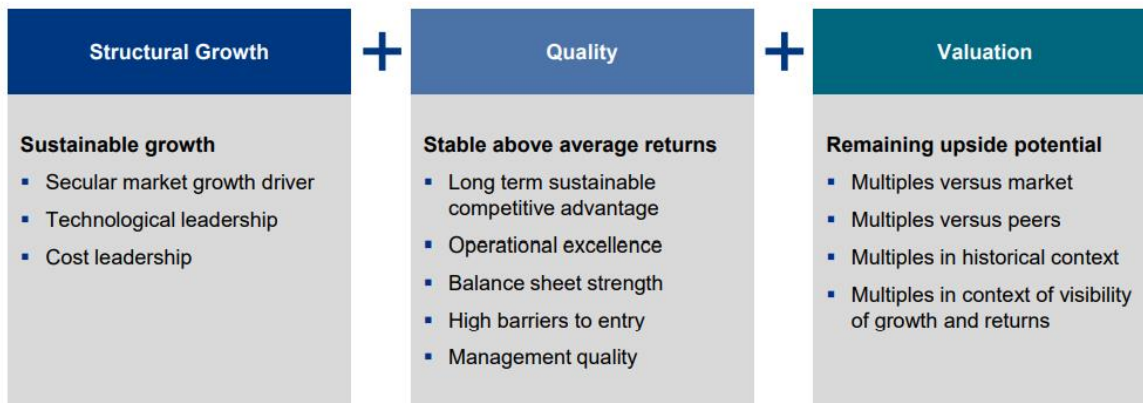 Structural Growth
Sustainable growth
▪ Secular market growth driver
▪ Technological leadership
▪ Cost leadership
+
Quality
Stable above average returns
▪ Long term sustainable
competitive advantage
▪ Operational excellence
▪ Balance sheet strength
▪ High barriers to entry
▪ Management quality
+
Valuation
Remaining upside potential
▪ Multiples versus market
▪ Multiples versus peers
▪ Multiples in historical context
▪ Multiples in context of visibility
of growth and returns